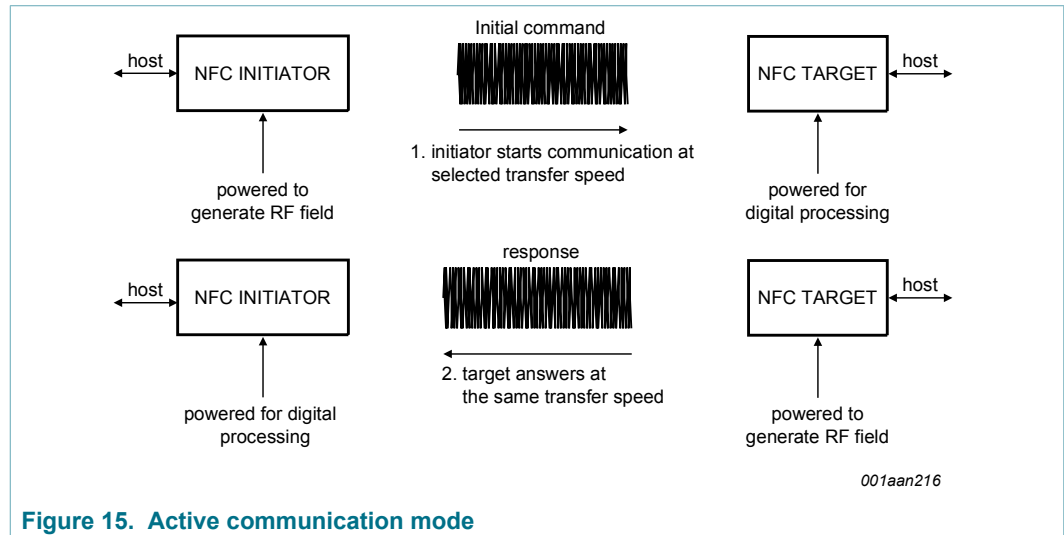 Initial command
host
NFC INITIATOR
NFC TARGET
host
1. initiator starts communication at
selected transfer speed
powered to
generate RF field
powered for
digital processing
response
host
NFC INITIATOR
NFC TARGET
host
2. target answers at
the same transfer speed
powered for digital
processing
powered to
generate RF field
001aan216
Figure 15. Active communication mode